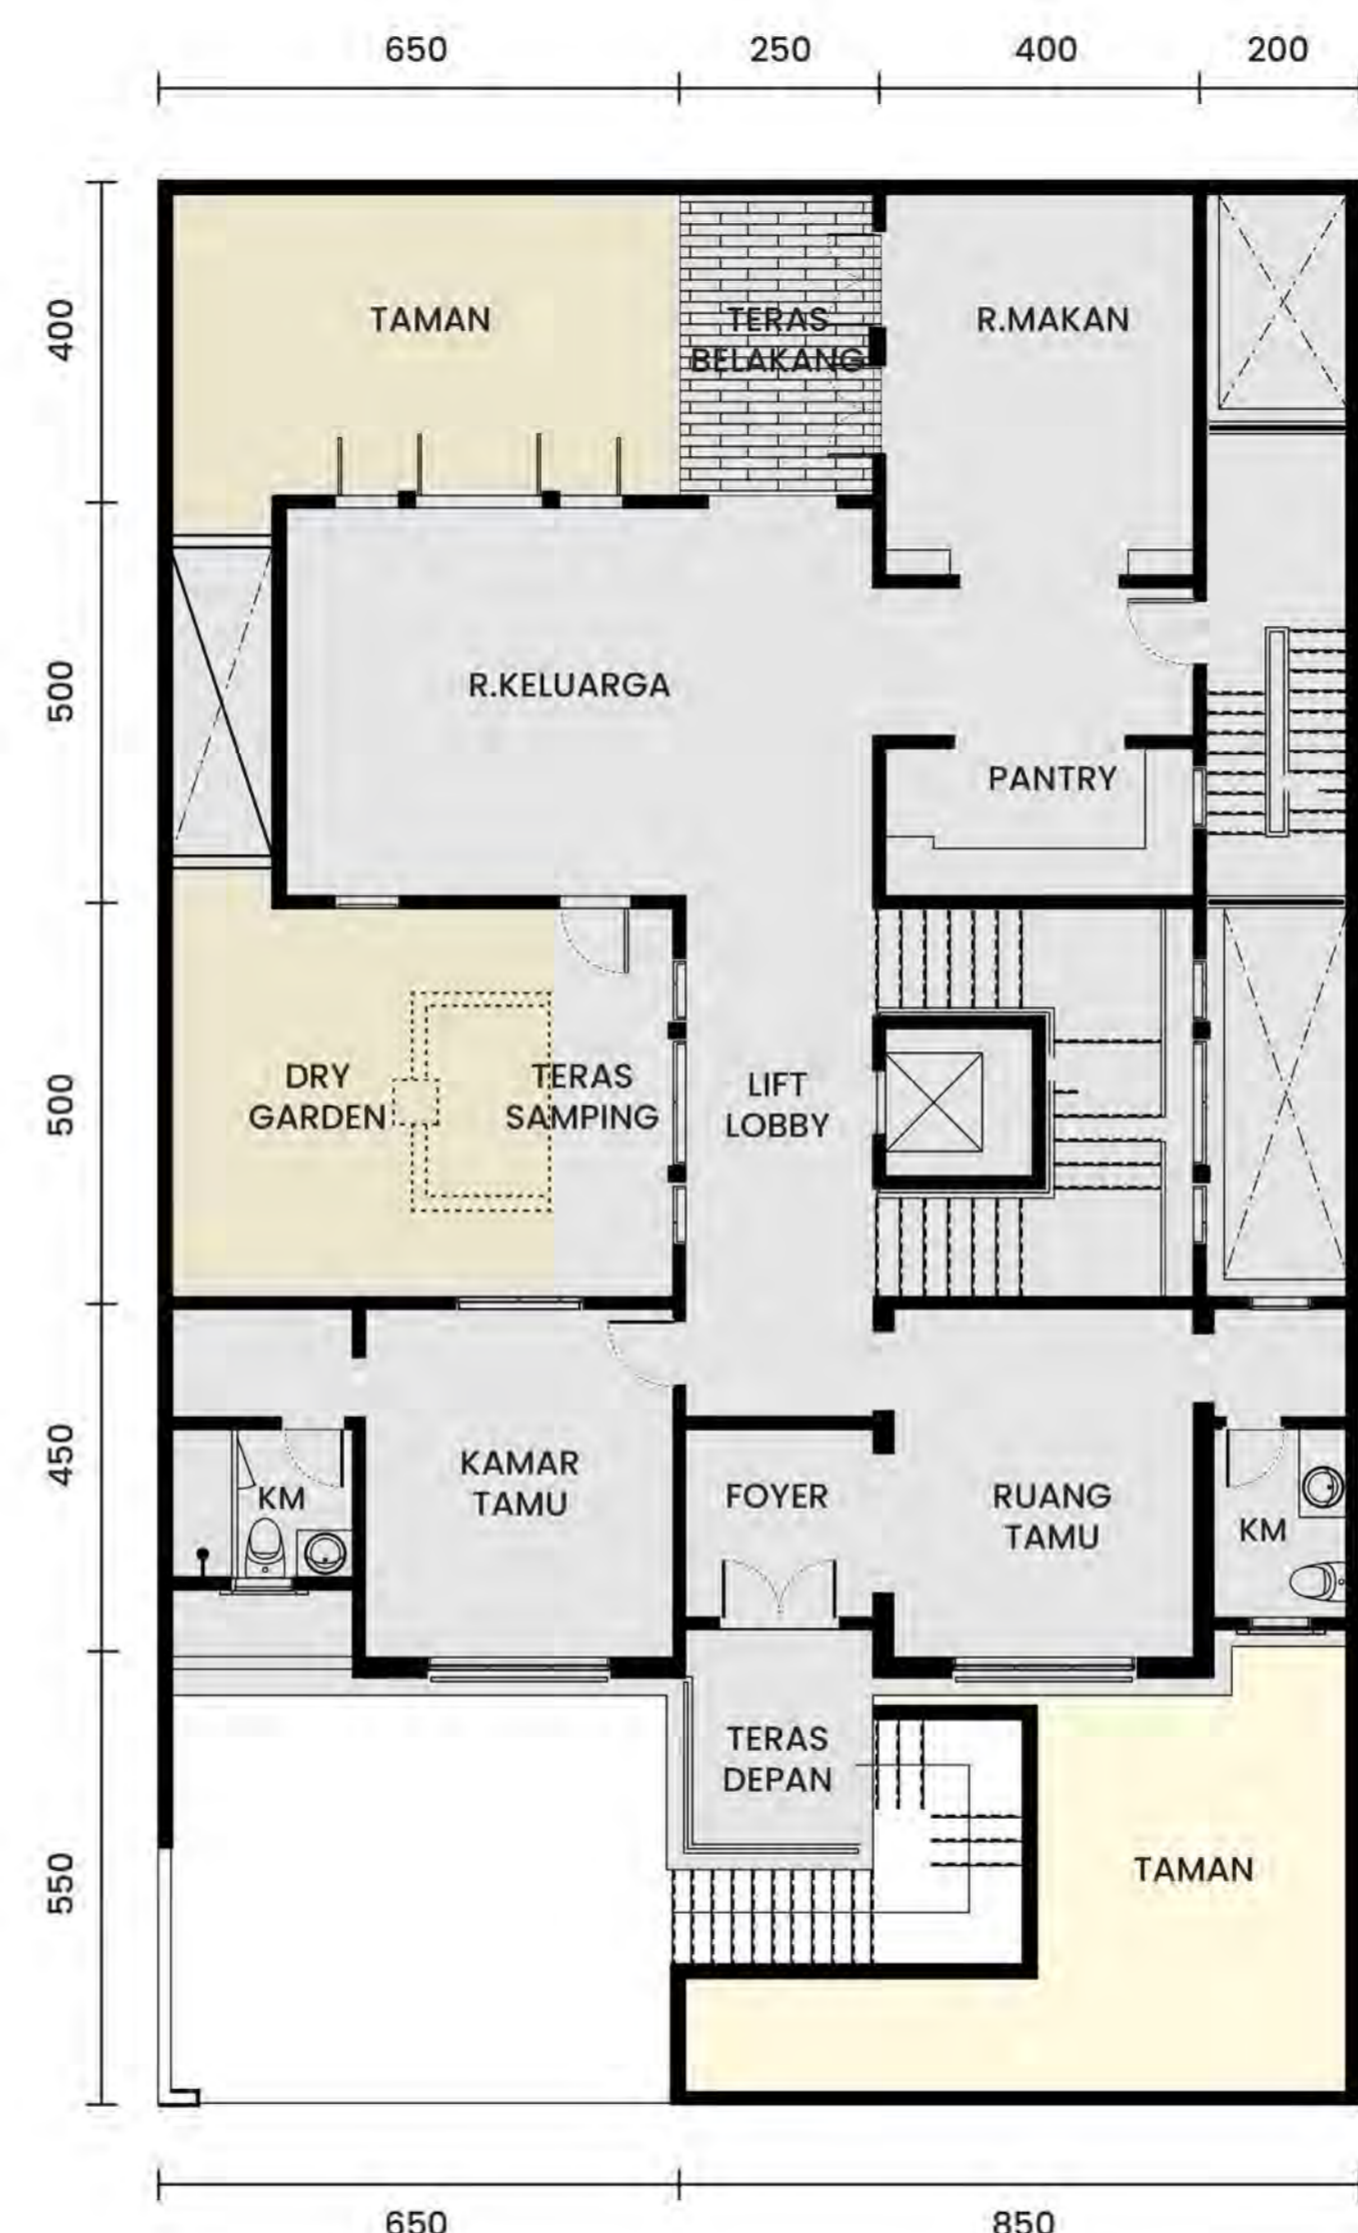 650 250 400 200
400
TAMAN
TERAS
BELAKANG
R.MAKAN
500
R.KELUARGA
PANTRY
500
DRY
GARDEN
TERAS
SAMPING
LIFT
LOBBY
450
KM
KAMAR
TAMU
FOYER
RUANG
TAMU
KM
TERAS
DEPAN
550
TAMAN
650 850